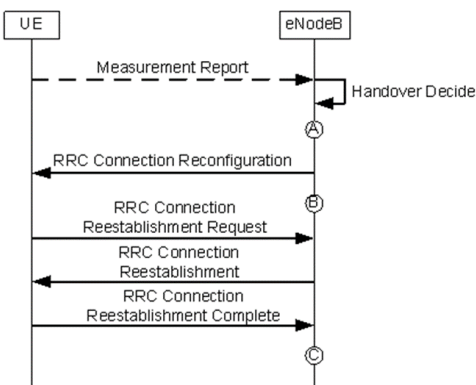 UE
eNodeB
Measurement Report
Handover Decide
A
RRC Connection Reconfiguration
B
RRC Connection
Reestablishment Request
RRC Connection
Reestablishment
RRC Connection
Reestablishment Complete
C